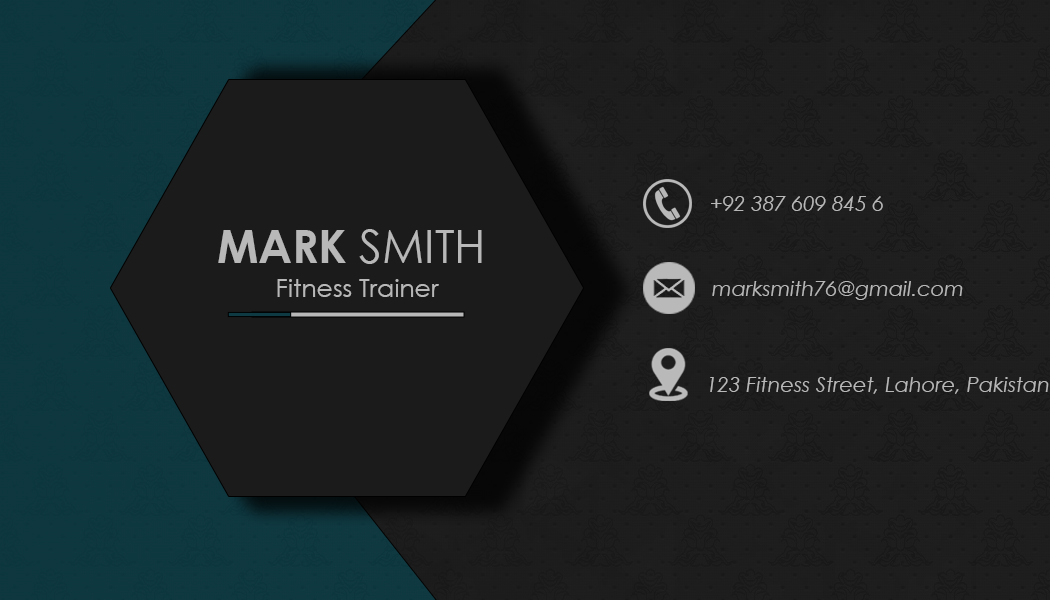 MARK SMITH
Fitness Trainer
+92 387 609 845 6
marksmith76@gmail.com
123 Fitness Street, Lahore, Pakistan